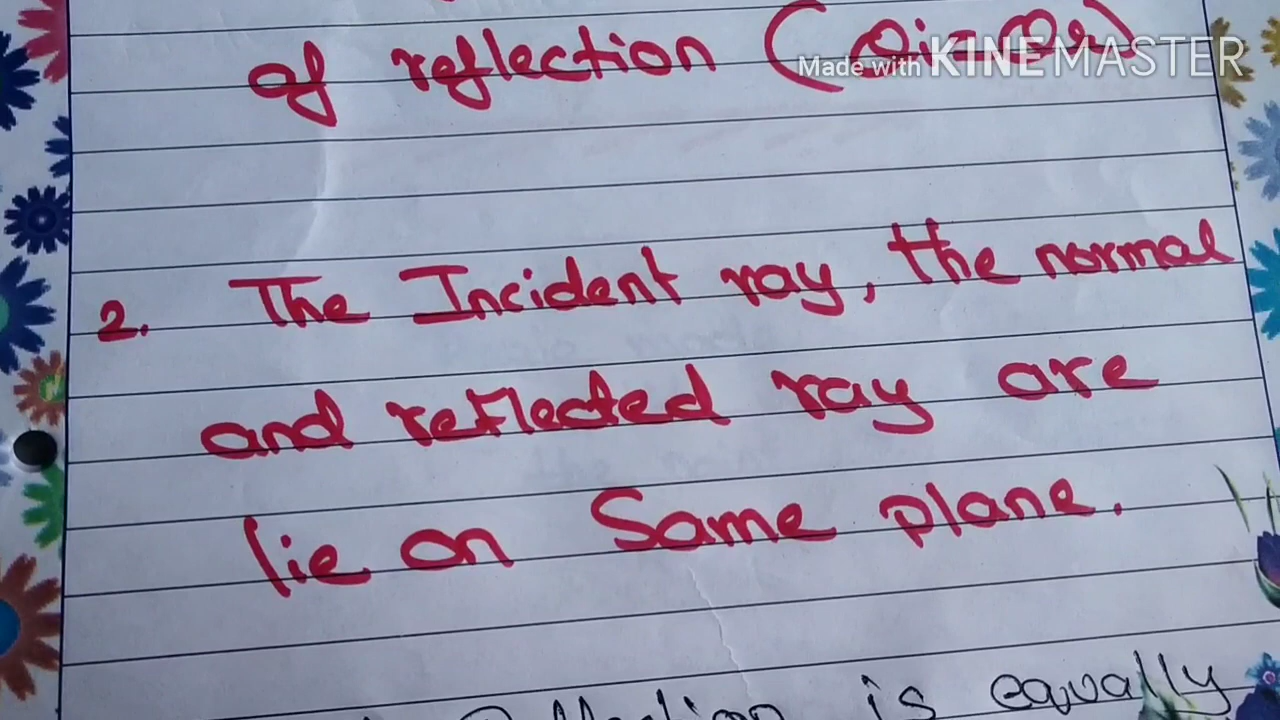 of reflection (
Made with KINEMASTER
2. The Incident ray, the normal
and reflected ray are
lie on Same plane.
is equally